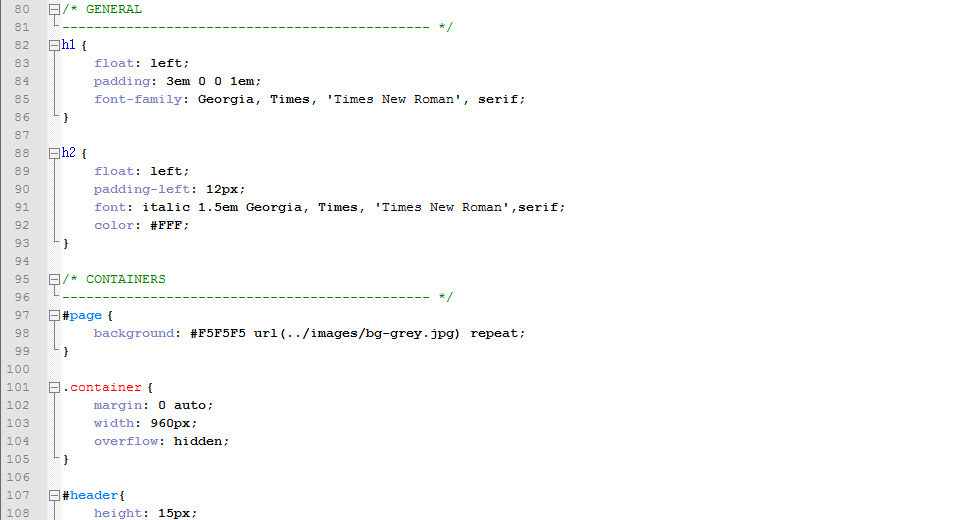 80 /* GENERAL
81 ---------------------------------------------- */
82 h1 {
83     float: left;
84     padding: 3em 0 0 1em;
85     font-family: Georgia, Times, 'Times New Roman', serif;
86 }
87
88 h2 {
89     float: left;
90     padding-left: 12px;
91     font: italic 1.5em Georgia, Times, 'Times New Roman',serif;
92     color: #FFF;
93 }
94
95 /* CONTAINERS
96 ---------------------------------------------- */
97 #page {
98     background: #F5F5F5 url(../images/bg-grey.jpg) repeat;
99 }
100
101 .container {
102     margin: 0 auto;
103     width: 960px;
104     overflow: hidden;
105 }
106
107 #header{
108     height: 15px;